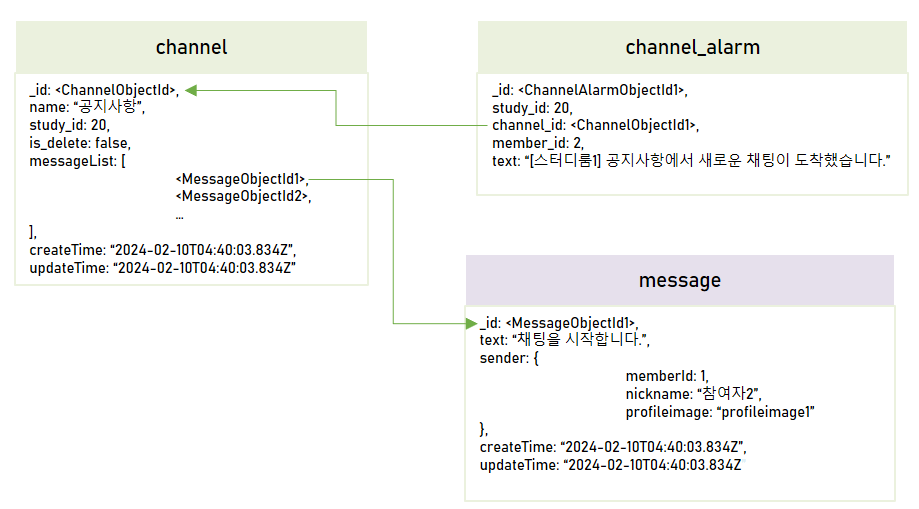 channel
_id: <ChannelObjectId>,
name: “공지사항”,
study_id: 20,
is_delete: false,
messageList: [
<MessageObjectId1>,
<MessageObjectId2>,
...
],
createTime: “2024-02-10T04:40:03.834Z”,
updateTime: “2024-02-10T04:40:03.834Z”
channel_alarm
_id: <ChannelAlarmObjectId1>,
study_id: 20,
channel_id: <ChannelObjectId1>,
member_id: 2,
text: “[스터디룸1] 공지사항에서 새로운 채팅이 도착했습니다.”
message
_id: <MessageObjectId1>,
text: “채팅을 시작합니다.”,
sender: {
memberId: 1,
nickname: “참여자2”,
profileimage: “profileimage1”
},
createTime: “2024-02-10T04:40:03.834Z”,
updateTime: “2024-02-10T04:40:03.834Z